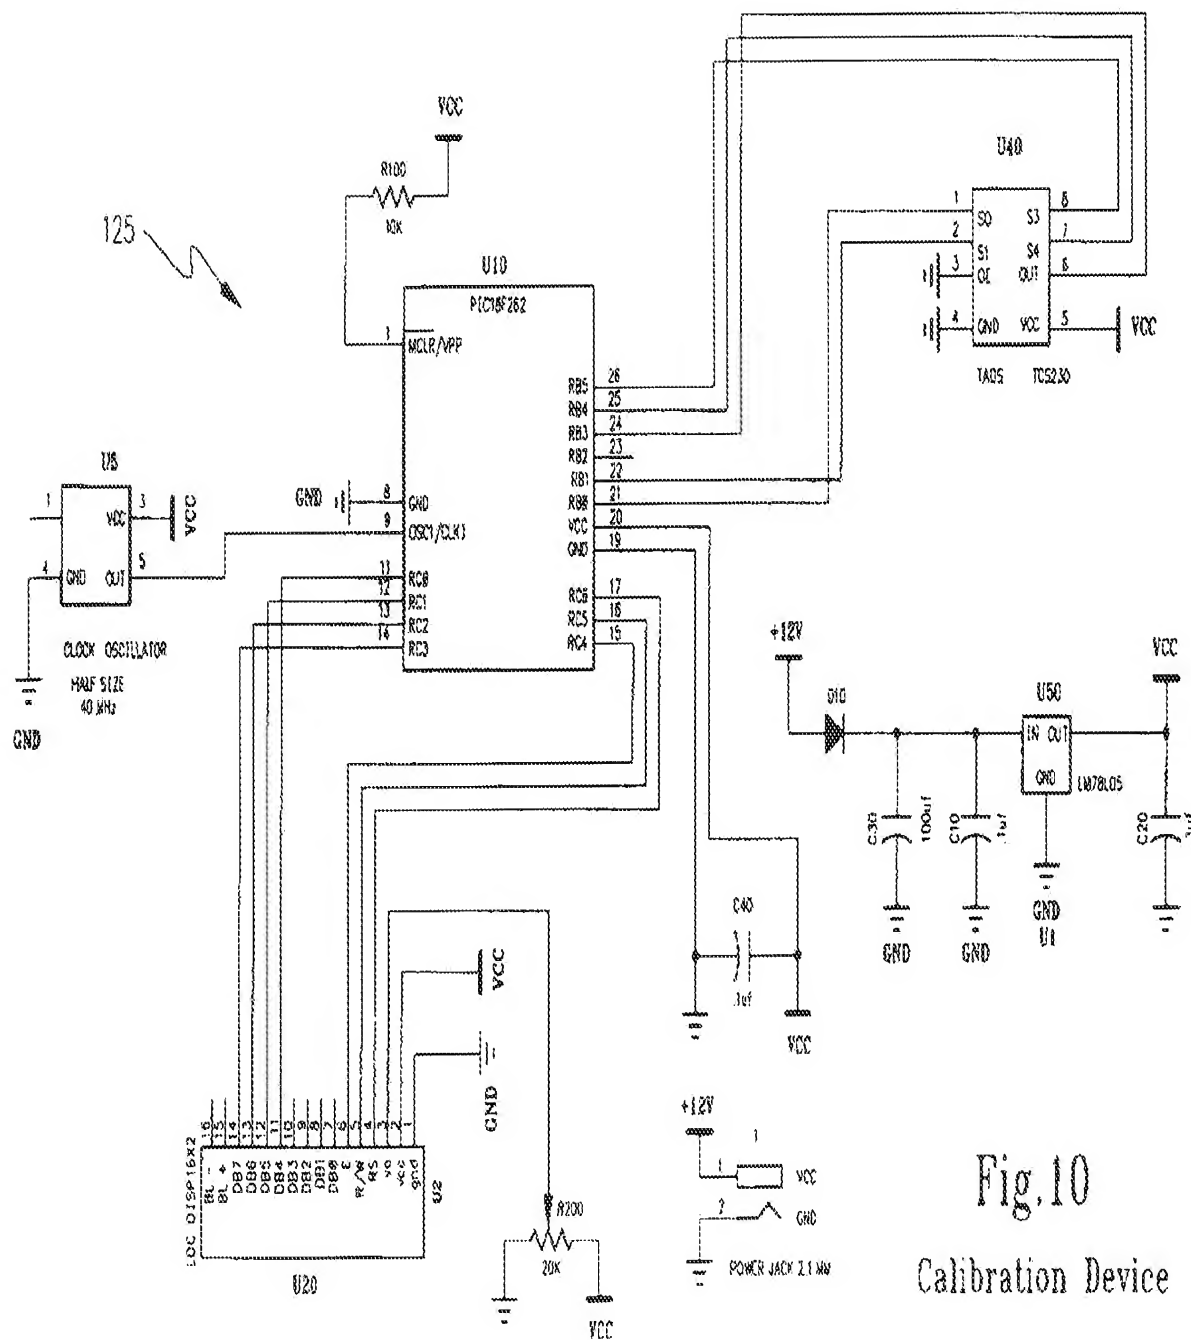 VCC
R100
10K
125
U10
PIC18F262
1
MCLR/VPP
RB5 26
RB4 25
RB3 24
RB2 23
RB1 22
RB0 21
VCC 20
GND 19
RC6 17
RC5 16
RC4 15
GND
8 GND
9 OSC1/CLK1
11 RC0
12 RC1
13 RC2
14 RC3
U40
1 S0 S3 8
2 S1 S4 7
3 OE OUT 6
4 GND VCC 5
VCC
TAOS TCS230
1 VCC 3
VCC
4 GND OUT 5
CLOCK OSCILLATOR
HALF SIZE
40 MHz
GND
+12V
D10
U50
IN OUT
GND
LM78L05
VCC
C30
100uf
C10
.1uf
C20
GND
GND
GND
U1
C40
.1uf
VCC
VCC
GND
16 15 14 13 12 11 10 9 8 7 6 5 4 3 2 1
BL - BL + DB7 DB6 DB5 DB4 DB3 DB2 DB1 DB0 E R/W RS vo vcc gnd
U2
U20
R200
20K
VCC
+12V
1
1 VCC
2 GND
POWER JACK 2.1 MM
Fig.10
Calibration Device